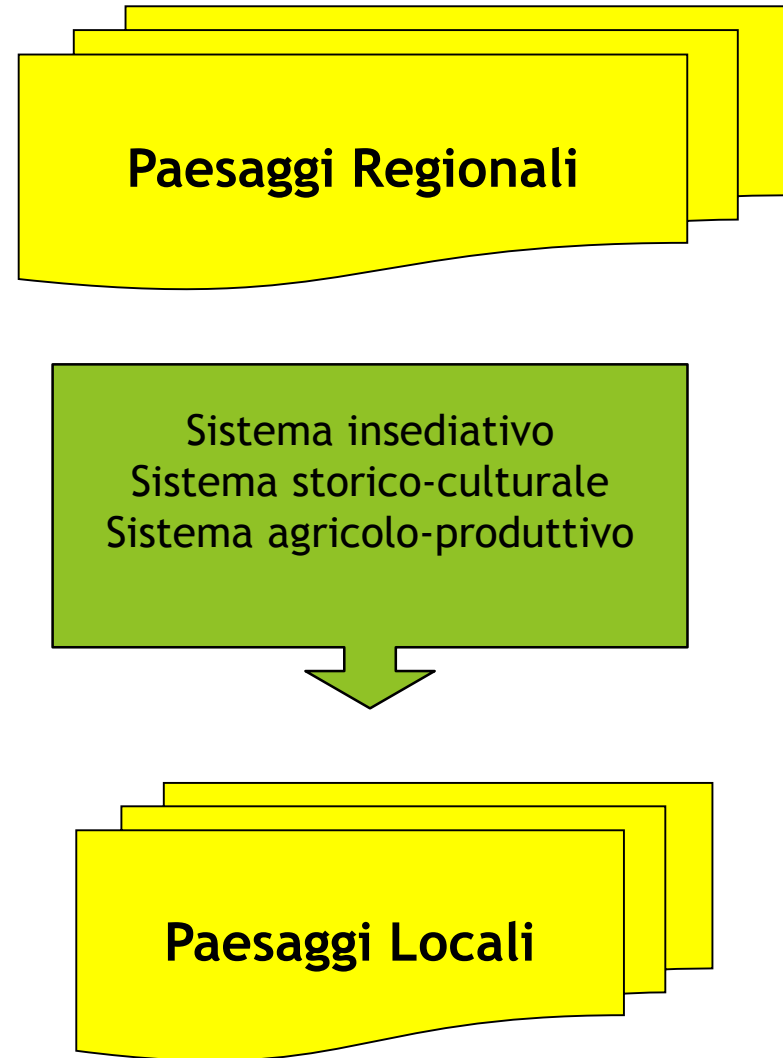 Paesaggi Regionali
Sistema insediativo
Sistema storico-culturale
Sistema agricolo-produttivo
Paesaggi Locali